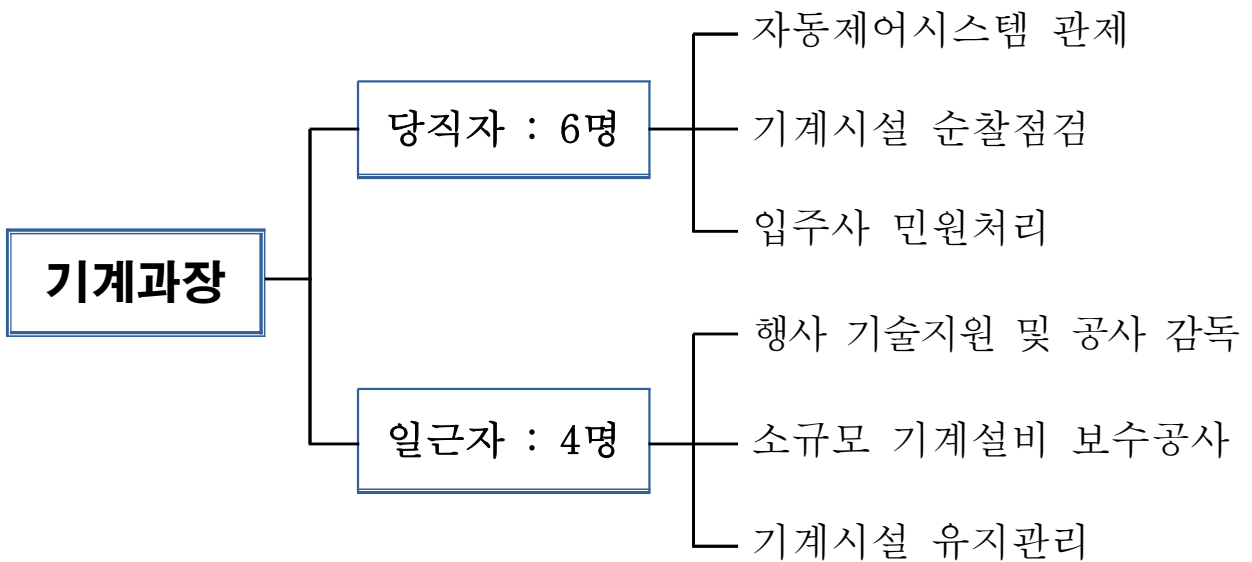 기계과장
당직자 : 6명
자동제어시스템 관제
기계시설 순찰점검
입주사 민원처리
일근자 : 4명
행사 기술지원 및 공사 감독
소규모 기계설비 보수공사
기계시설 유지관리